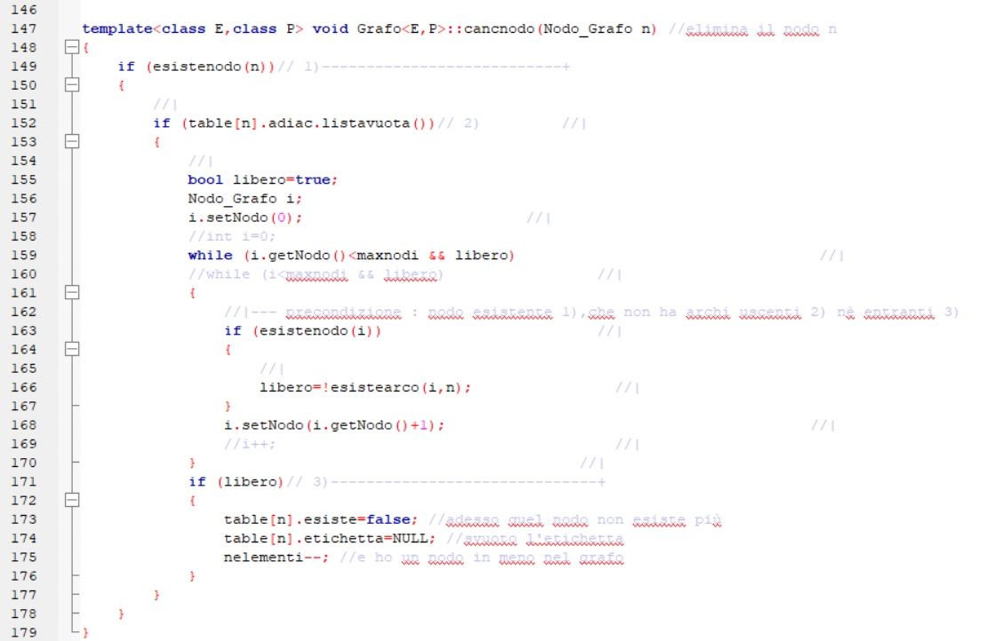 146
147 template<class E,class P> void Grafo<E,P>::cancnodo(Nodo_Grafo n) //elimina il nodo n
148 {
149 if (esistenodo(n))// 1)---------------------------+
150 {
151 //|
152 if (table[n].adiac.listavuota())// 2) //|
153 {
154 //|
155 bool libero=true;
156 Nodo_Grafo i;
157 i.setNodo(0); //|
158 //int i=0;
159 while (i.getNodo()<maxnodi && libero) //|
160 //while (i<maxnodi && libero) //|
161 {
162 //|--- precondizione : nodo esistente 1),che non ha archi uscenti 2) nè entranti 3)
163 if (esistenodo(i)) //|
164 {
165 //|
166 libero=!esistearco(i,n); //|
167 }
168 i.setNodo(i.getNodo()+1); //|
169 //i++; //|
170 } //|
171 if (libero)// 3)------------------------------+
172 {
173 table[n].esiste=false; //adesso quel nodo non esiste più
174 table[n].etichetta=NULL; //svuoto l'etichetta
175 nelementi--; //e ho un nodo in meno nel grafo
176 }
177 }
178 }
179 }